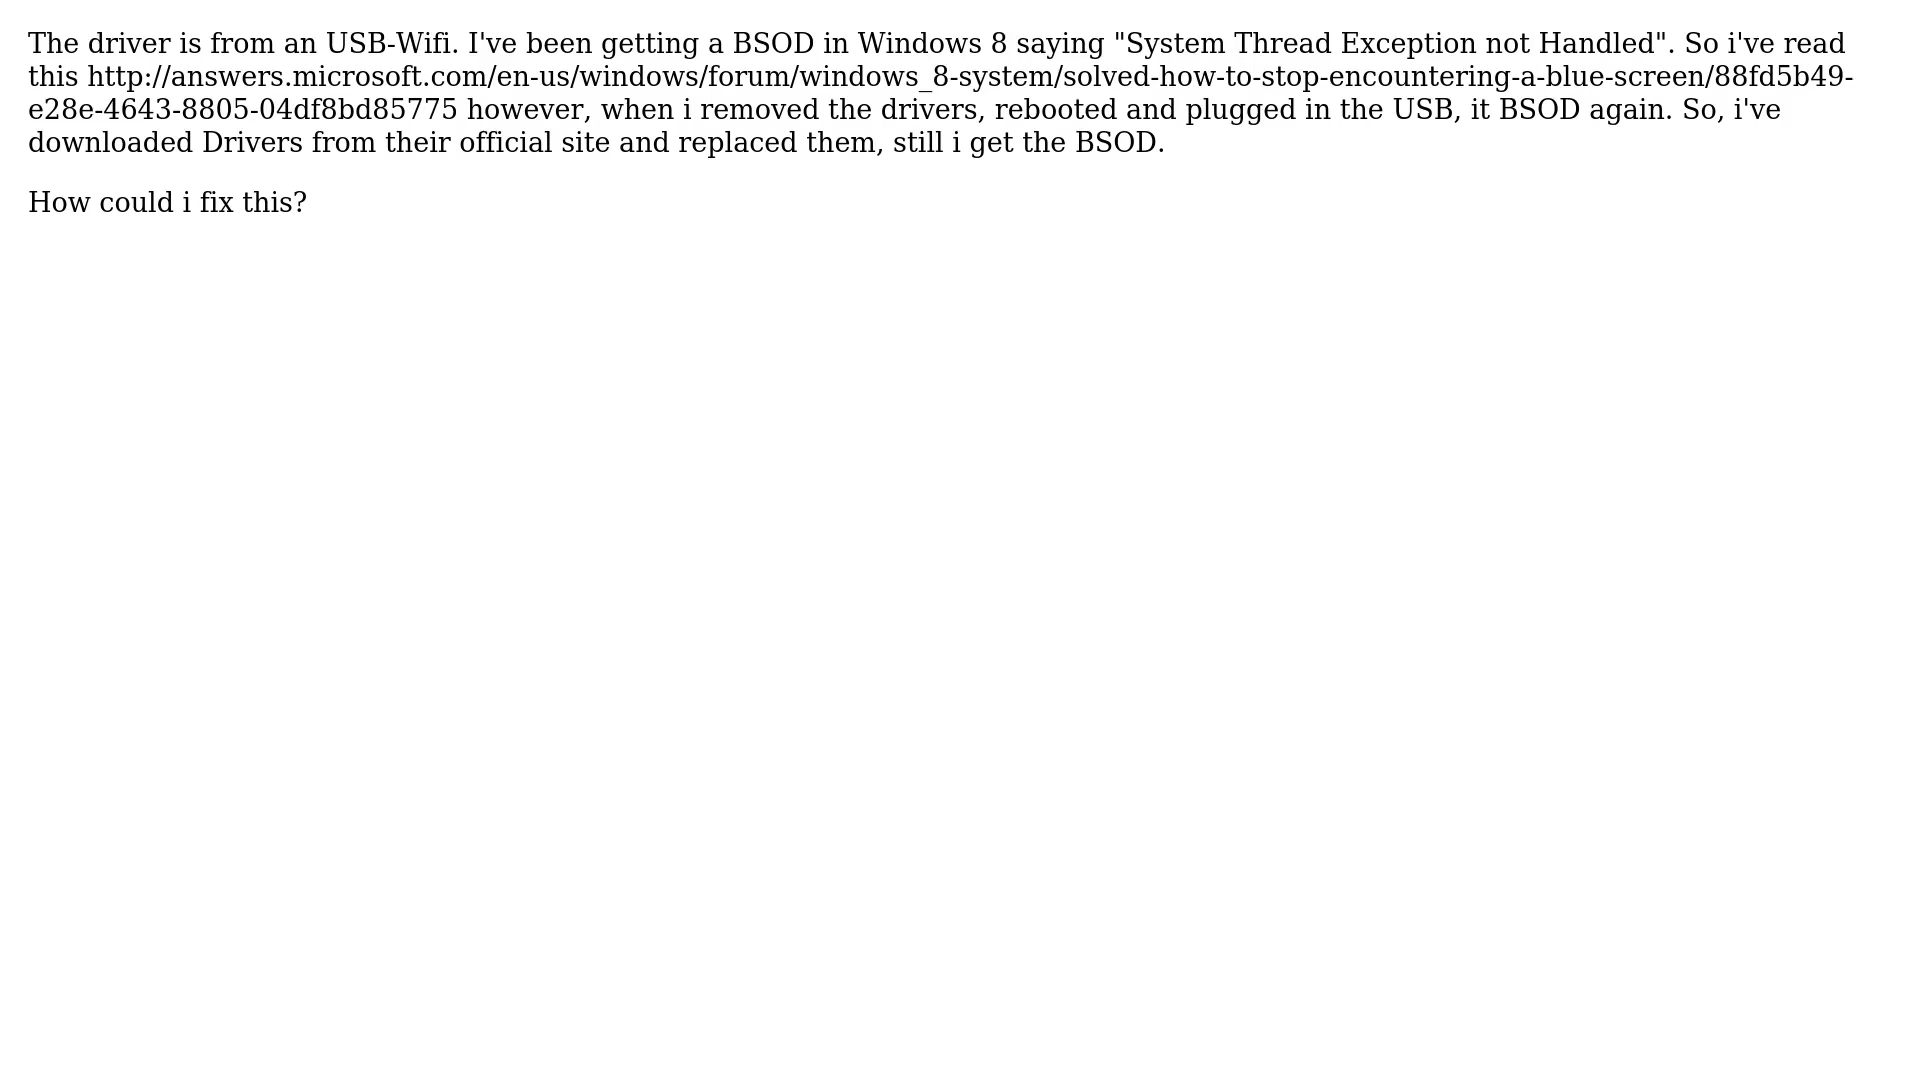 The driver is from an USB-Wifi. I've been getting a BSOD in Windows 8 saying "System Thread Exception not Handled". So i've read
this http://answers.microsoft.com/en-us/windows/forum/windows_8-system/solved-how-to-stop-encountering-a-blue-screen/88fd5b49-
e28e-4643-8805-04df8bd85775 however, when i removed the drivers, rebooted and plugged in the USB, it BSOD again. So, i've
downloaded Drivers from their official site and replaced them, still i get the BSOD.
How could i fix this?